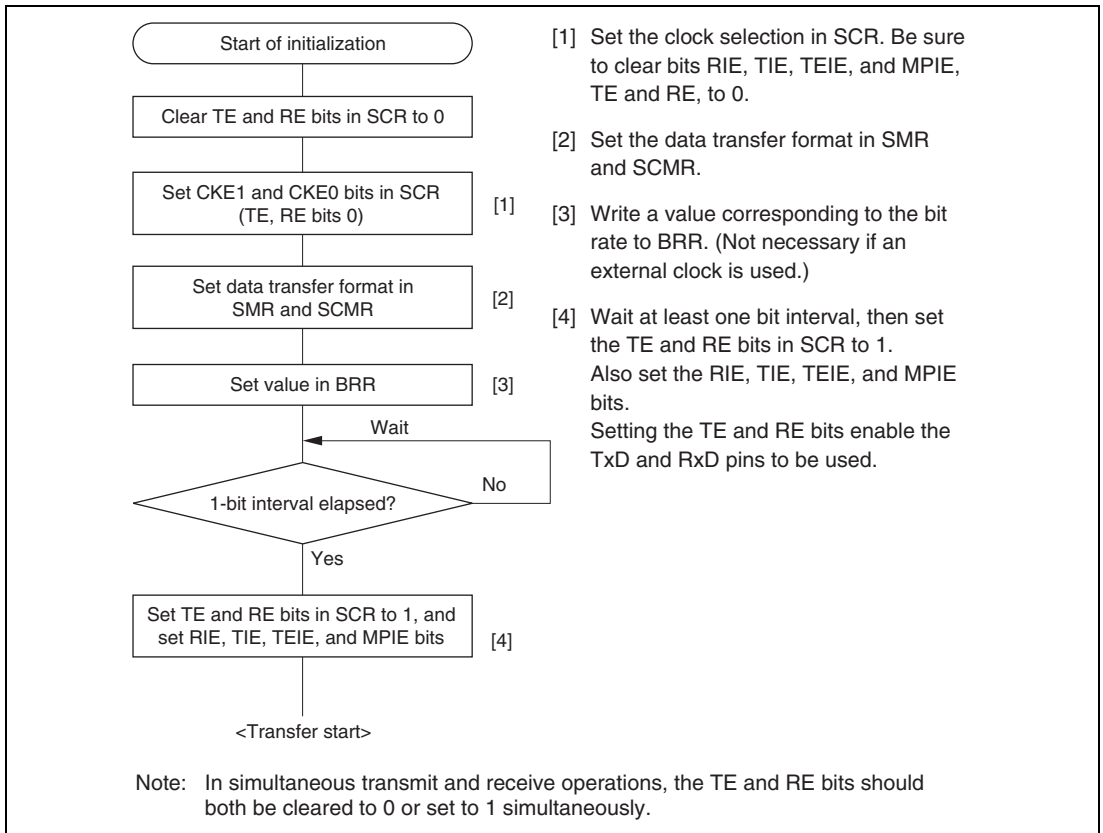 Start of initialization
Clear TE and RE bits in SCR to 0
Set CKE1 and CKE0 bits in SCR
(TE, RE bits 0)
[1]
Set data transfer format in
SMR and SCMR
[2]
Set value in BRR
[3]
Wait
No
1-bit interval elapsed?
Yes
Set TE and RE bits in SCR to 1, and
set RIE, TIE, TEIE, and MPIE bits
[4]
<Transfer start>
[1] Set the clock selection in SCR. Be sure
to clear bits RIE, TIE, TEIE, and MPIE,
TE and RE, to 0.
[2] Set the data transfer format in SMR
and SCMR.
[3] Write a value corresponding to the bit
rate to BRR. (Not necessary if an
external clock is used.)
[4] Wait at least one bit interval, then set
the TE and RE bits in SCR to 1.
Also set the RIE, TIE, TEIE, and MPIE
bits.
Setting the TE and RE bits enable the
TxD and RxD pins to be used.
Note: In simultaneous transmit and receive operations, the TE and RE bits should
both be cleared to 0 or set to 1 simultaneously.